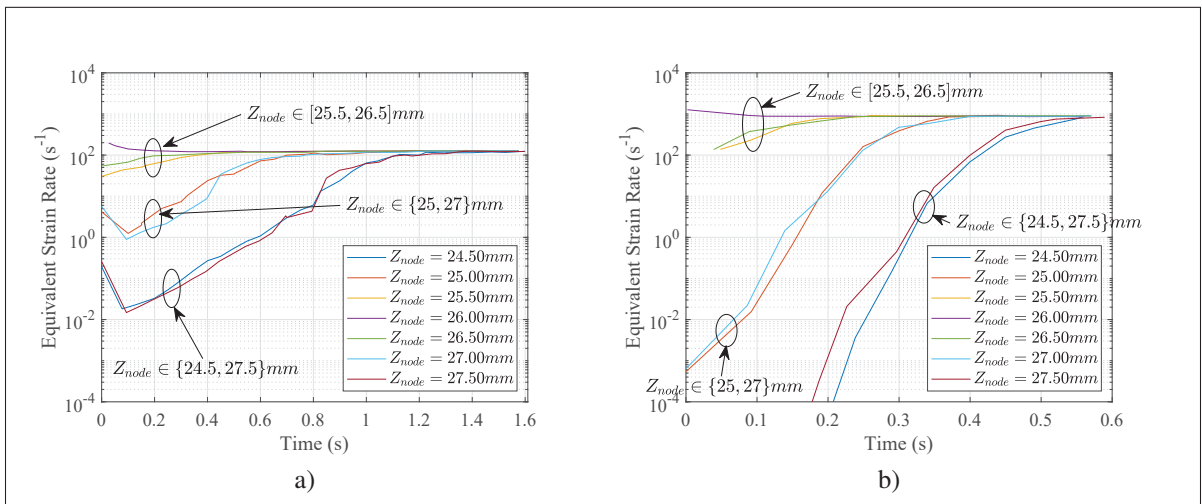 10^4
10^2
10^0
10^-2
10^-4
Equivalent Strain Rate (s^-1)
Z_node ∈ [25.5, 26.5]mm
Z_node ∈ {25, 27}mm
Z_node ∈ {24.5, 27.5}mm
Z_node = 24.50mm
Z_node = 25.00mm
Z_node = 25.50mm
Z_node = 26.00mm
Z_node = 26.50mm
Z_node = 27.00mm
Z_node = 27.50mm
0 0.2 0.4 0.6 0.8 1.0 1.2 1.4 1.6
Time (s)
a)
10^4
10^2
10^0
10^-2
10^-4
Equivalent Strain Rate (s^-1)
Z_node ∈ [25.5, 26.5]mm
Z_node ∈ {24.5, 27.5}mm
Z_node ∈ {25, 27}mm
Z_node = 24.50mm
Z_node = 25.00mm
Z_node = 25.50mm
Z_node = 26.00mm
Z_node = 26.50mm
Z_node = 27.00mm
Z_node = 27.50mm
0 0.1 0.2 0.3 0.4 0.5 0.6
Time (s)
b)